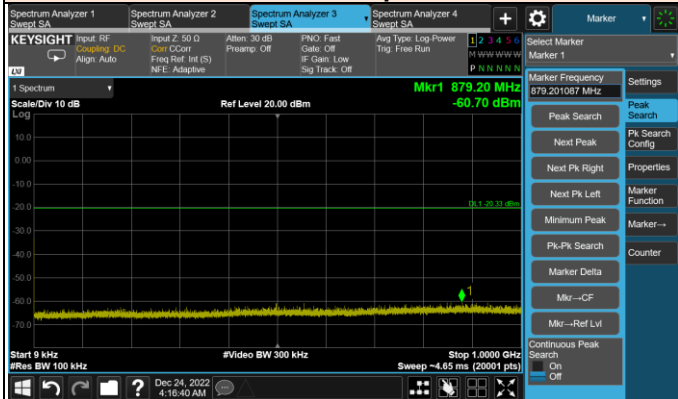 Spectrum Analyzer 1
Swept SA
Spectrum Analyzer 2
Swept SA
Spectrum Analyzer 3
Swept SA
Spectrum Analyzer 4
Swept SA
+
Marker
KEYSIGHT
Input: RF
Coupling: DC
Align: Auto
Input Z: 50 Ω
Corr CCorr
Freq Ref: Int (S)
NFE: Adaptive
Atten: 30 dB
Preamp: Off
PNO: Fast
Gate: Off
IF Gain: Low
Sig Track: Off
Avg Type: Log-Power
Trig: Free Run
1 2 3 4 5 6
M W W W W W
P N N N N N
LXI
Select Marker
Marker 1
1 Spectrum
Scale/Div 10 dB
Log
Ref Level 20.00 dBm
Mkr1 879.20 MHz
-60.70 dBm
10.0
0.00
-10.0
-20.0
-30.0
-40.0
-50.0
-60.0
-70.0
DL1 -20.33 dBm
1
Start 9 kHz
#Res BW 100 kHz
#Video BW 300 kHz
Stop 1.0000 GHz
Sweep ~4.65 ms (20001 pts)
Marker Frequency
879.201087 MHz
Peak Search
Next Peak
Next Pk Right
Next Pk Left
Minimum Peak
Pk-Pk Search
Marker Delta
Mkr→CF
Mkr→Ref Lvl
Continuous Peak
Search
On
Off
Settings
Peak
Search
Pk Search
Config
Properties
Marker
Function
Marker→
Counter
?
Dec 24, 2022
4:16:40 AM